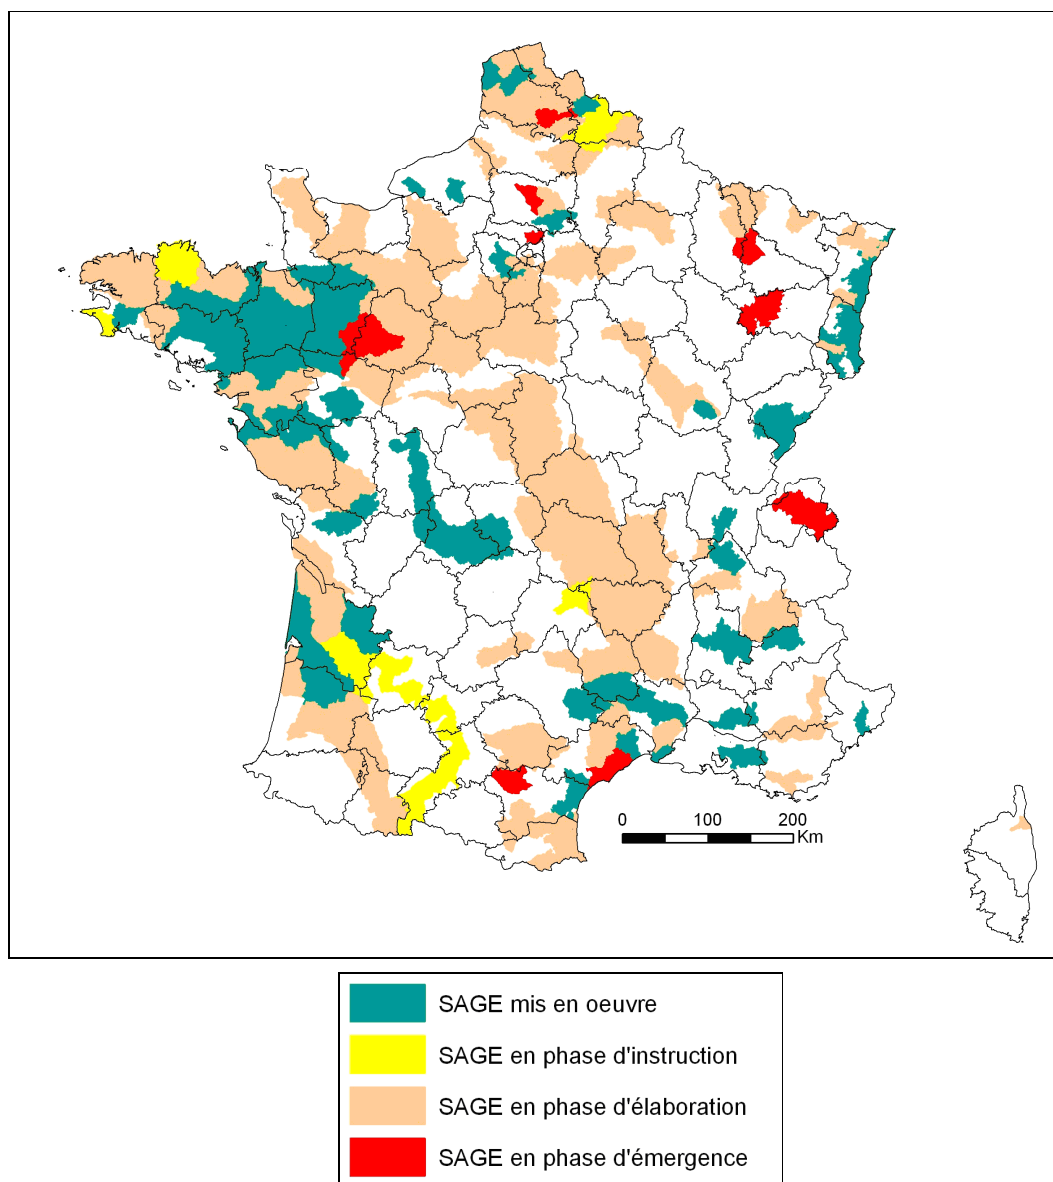 0 100 200
Km
SAGE mis en oeuvre
SAGE en phase d'instruction
SAGE en phase d'élaboration
SAGE en phase d'émergence